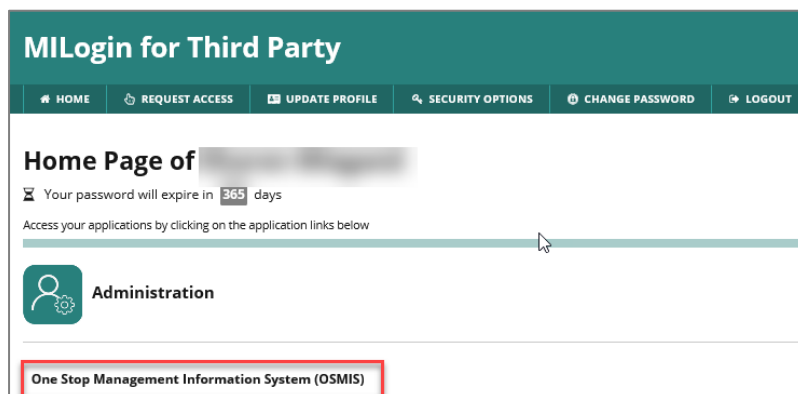 MILogin for Third Party
HOME REQUEST ACCESS UPDATE PROFILE SECURITY OPTIONS CHANGE PASSWORD LOGOUT
Home Page of
Your password will expire in 365 days
Access your applications by clicking on the application links below
Administration
One Stop Management Information System (OSMIS)